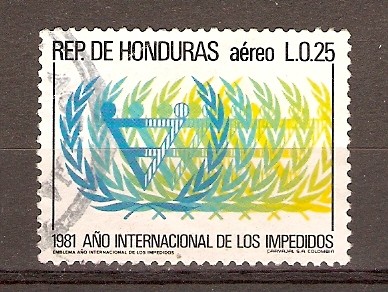 REP. DE HONDURAS aéreo L.0.25
1981 AÑO INTERNACIONAL DE LOS IMPEDIDOS
EMBLEMA AÑO INTERNACIONAL DE LOS IMPEDIDOS CARVAJAL S.A. COLOMBIA